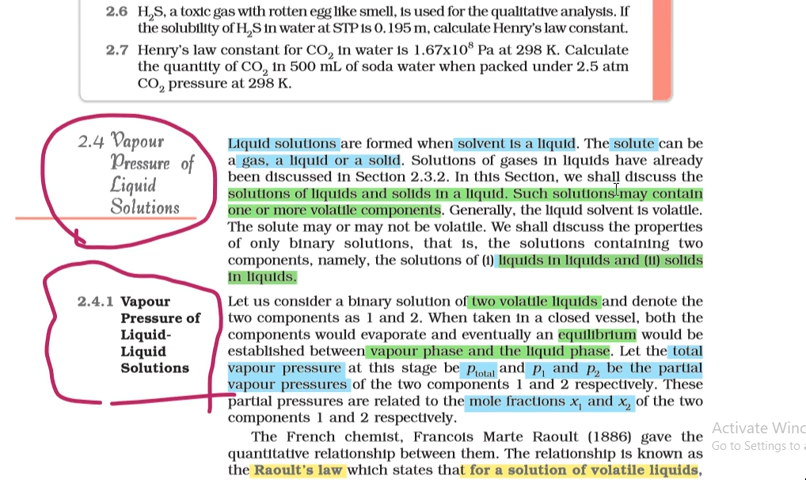 2.6 H₂S, a toxic gas with rotten egg like smell, is used for the qualitative analysis. If
the solubility of H₂S in water at STP is 0.195 m, calculate Henry's law constant.
2.7 Henry's law constant for CO₂ in water is 1.67x10⁸ Pa at 298 K. Calculate
the quantity of CO₂ in 500 mL of soda water when packed under 2.5 atm
CO₂ pressure at 298 K.
2.4 Vapour
Pressure of
Liquid
Solutions
Liquid solutions are formed when solvent is a liquid. The solute can be
a gas, a liquid or a solid. Solutions of gases in liquids have already
been discussed in Section 2.3.2. In this Section, we shall discuss the
solutions of liquids and solids in a liquid. Such solutions may contain
one or more volatile components. Generally, the liquid solvent is volatile.
The solute may or may not be volatile. We shall discuss the properties
of only binary solutions, that is, the solutions containing two
components, namely, the solutions of (i) liquids in liquids and (ii) solids
in liquids.
2.4.1 Vapour
Pressure of
Liquid-
Liquid
Solutions
Let us consider a binary solution of two volatile liquids and denote the
two components as 1 and 2. When taken in a closed vessel, both the
components would evaporate and eventually an equilibrium would be
established between vapour phase and the liquid phase. Let the total
vapour pressure at this stage be p_total and p₁ and p₂ be the partial
vapour pressures of the two components 1 and 2 respectively. These
partial pressures are related to the mole fractions x₁ and x₂ of the two
components 1 and 2 respectively.
The French chemist, Francois Marte Raoult (1886) gave the
quantitative relationship between them. The relationship is known as
the Raoult's law which states that for a solution of volatile liquids,
Activate Winc
Go to Settings to